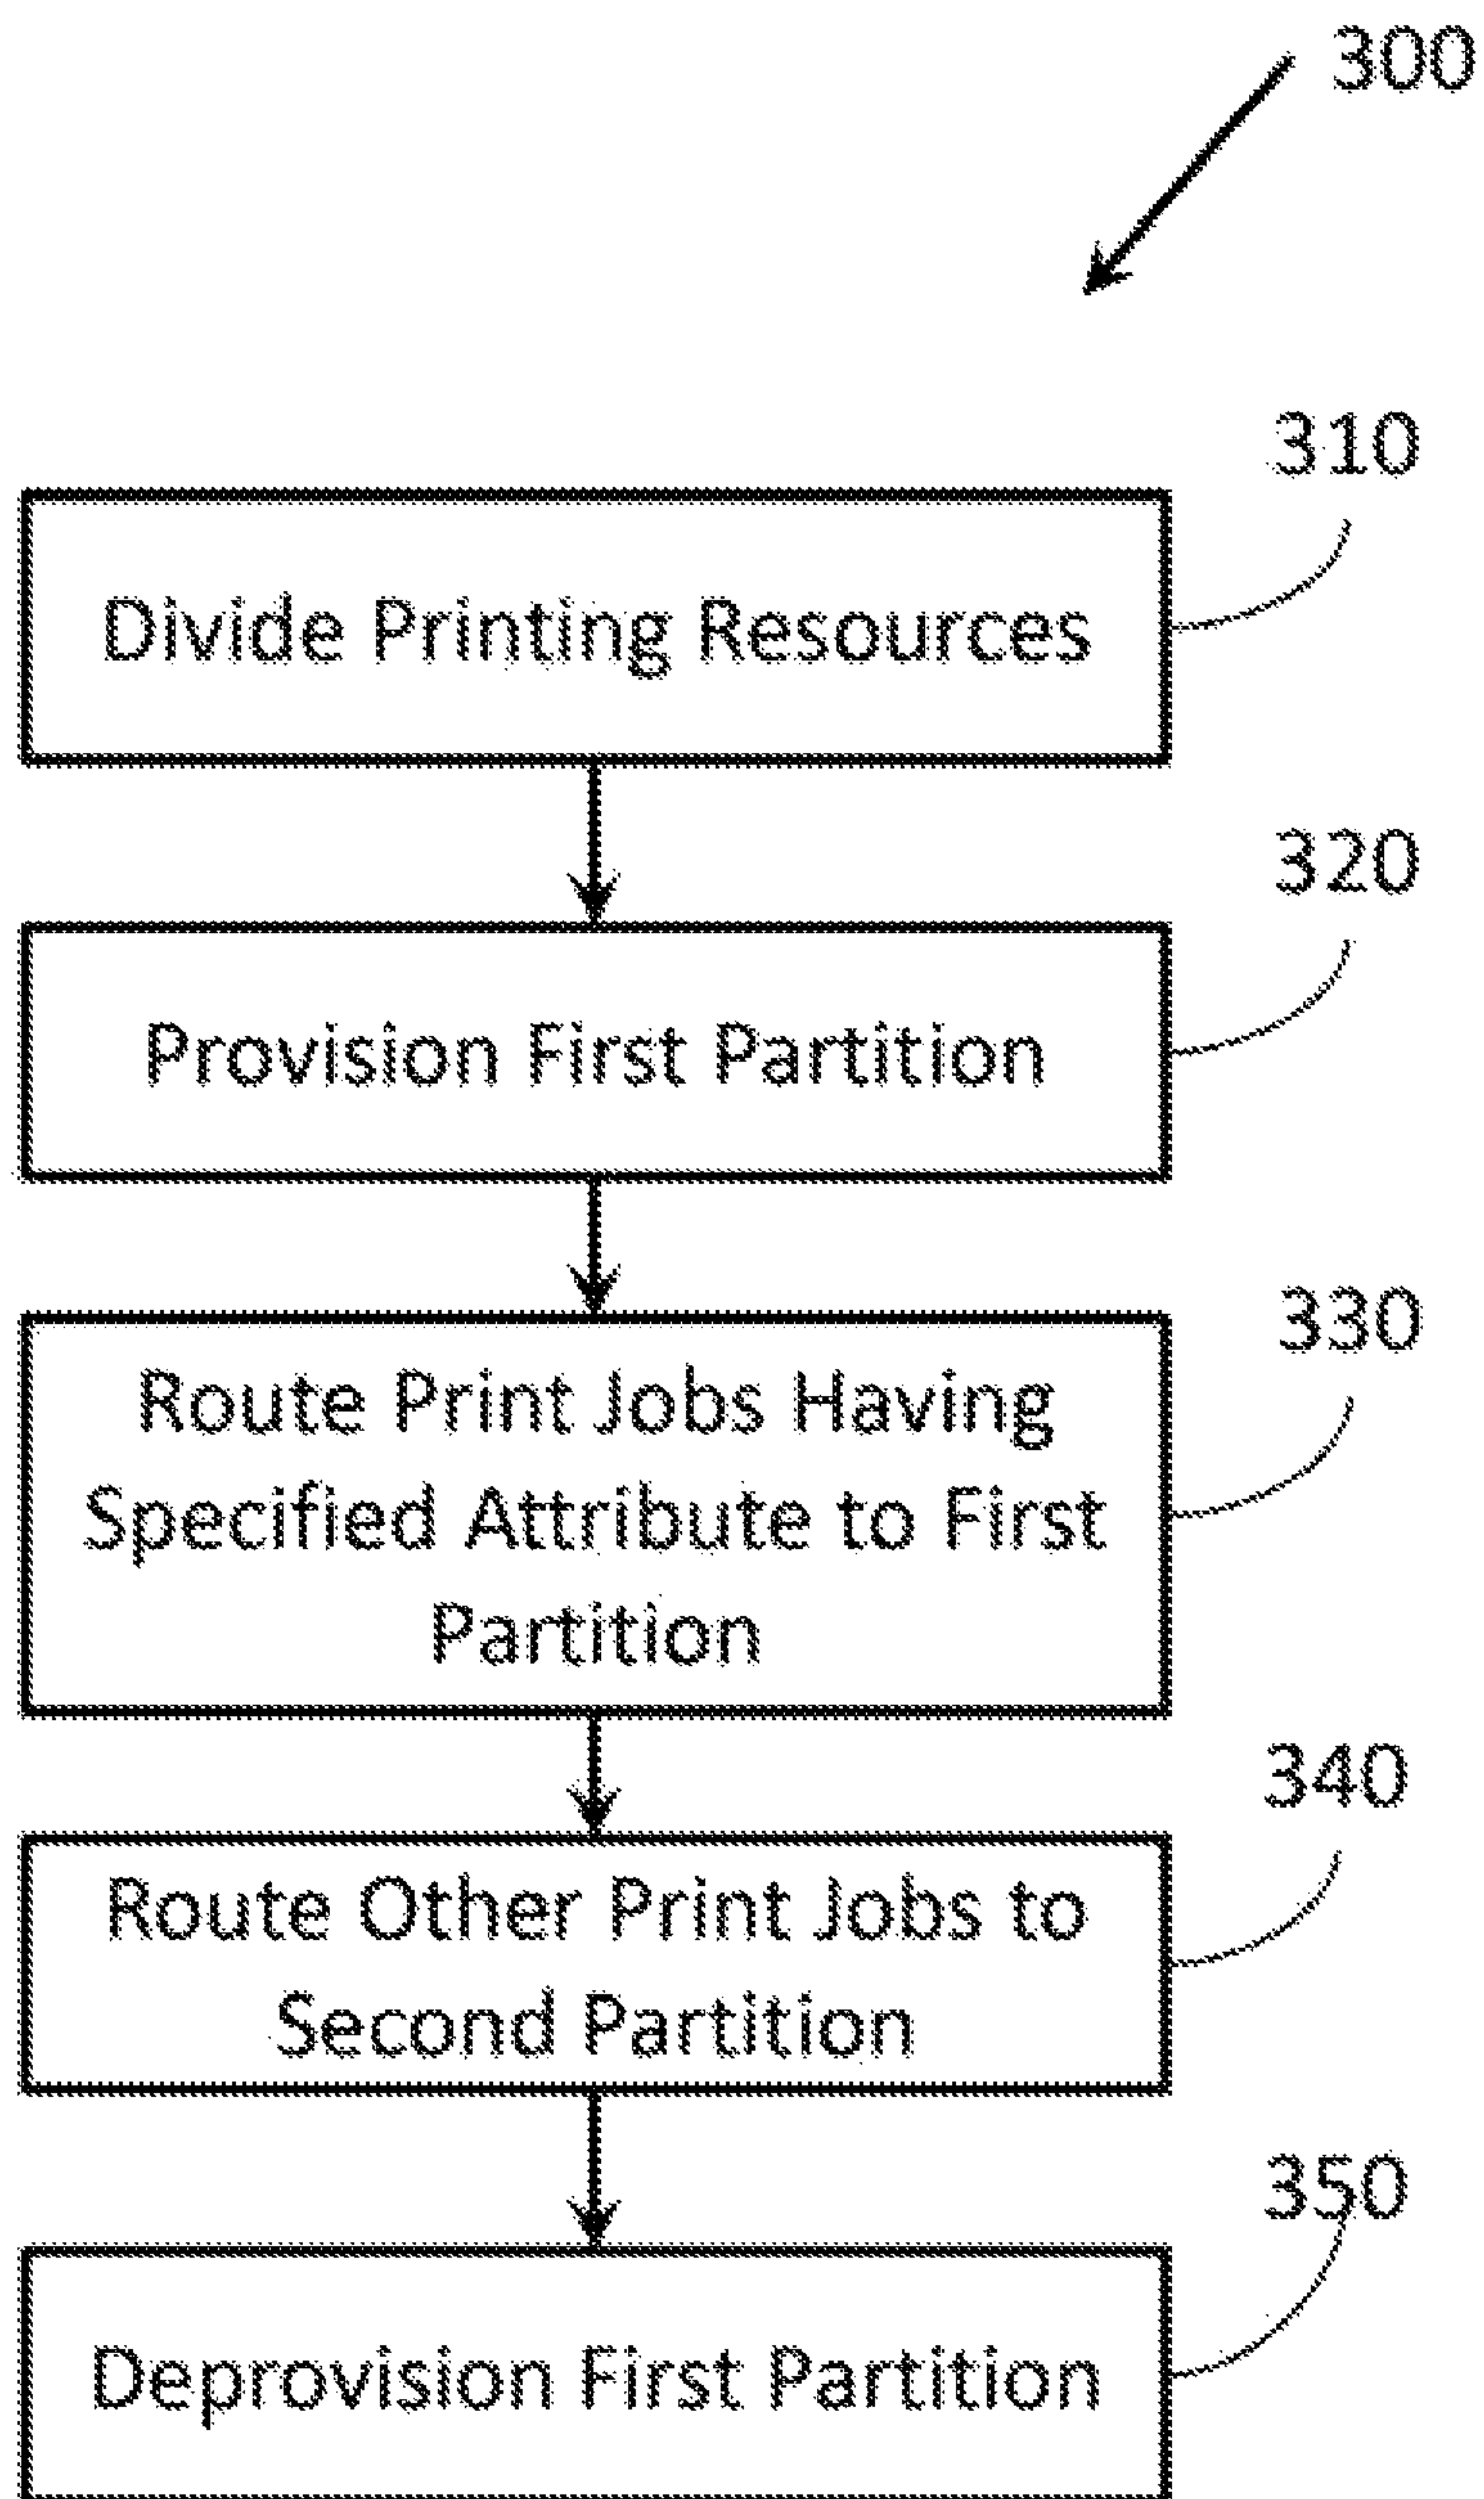 300
310
Divide Printing Resources
320
Provision First Partition
330
Route Print Jobs Having
Specified Attribute to First
Partition
340
Route Other Print Jobs to
Second Partition
350
Deprovision First Partition